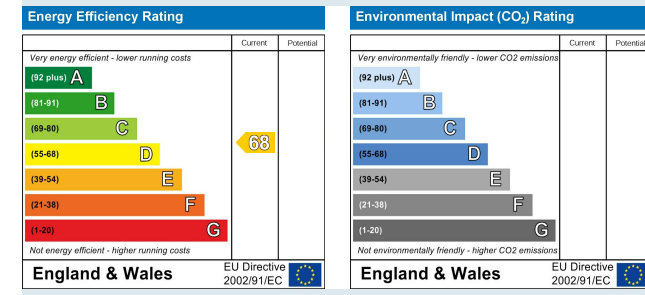 Energy Efficiency Rating
Current Potential
Very energy efficient - lower running costs
(92 plus) A
(81-91) B
(69-80) C
(55-68) D
68
(39-54) E
(21-38) F
(1-20) G
Not energy efficient - higher running costs
England & Wales
EU Directive
2002/91/EC
Environmental Impact (CO₂) Rating
Current Potential
Very environmentally friendly - lower CO2 emissions
(92 plus) A
(81-91) B
(69-80) C
(55-68) D
(39-54) E
(21-38) F
(1-20) G
Not environmentally friendly - higher CO2 emissions
England & Wales
EU Directive
2002/91/EC